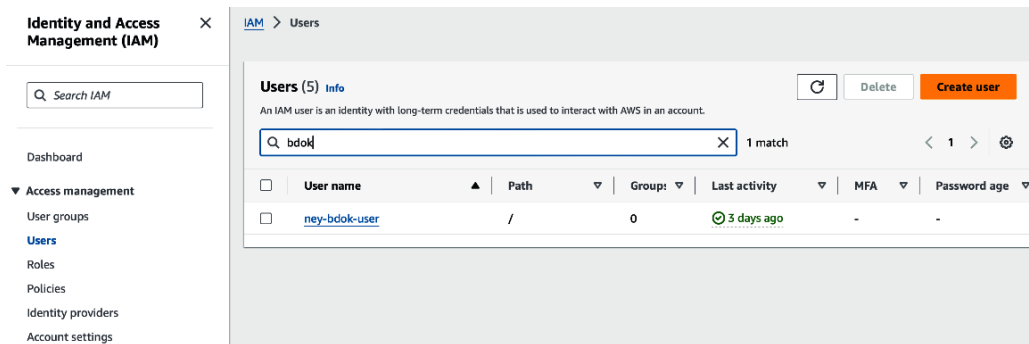 Identity and Access
Management (IAM)
Search IAM
Dashboard
Access management
User groups
Users
Roles
Policies
Identity providers
Account settings
IAM > Users
Users (5) Info
Delete
Create user
An IAM user is an identity with long-term credentials that is used to interact with AWS in an account.
bdok
1 match
1
User name Path Groups Last activity MFA Password age
ney-bdok-user / 0 3 days ago - -